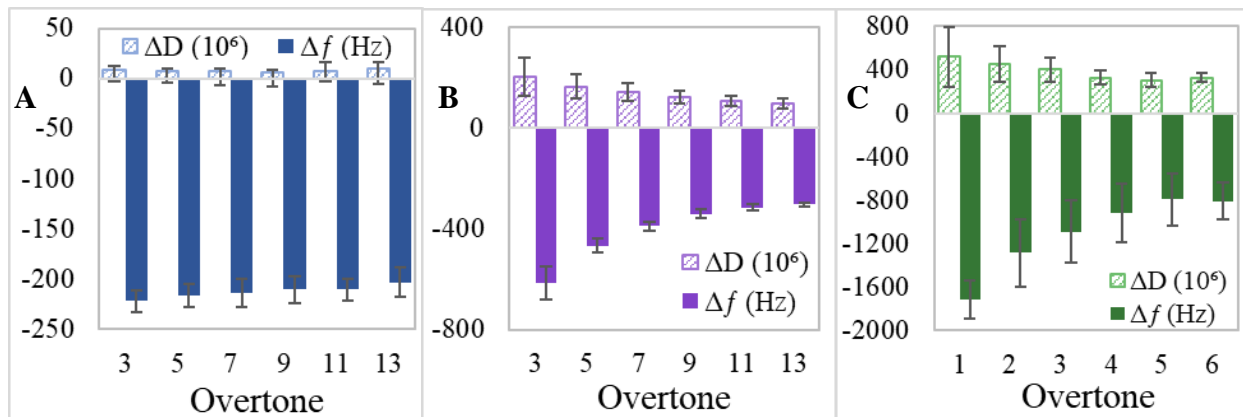 A
50
0
-50
-100
-150
-200
-250
ΔD (10⁶) Δf (Hz)
3 5 7 9 11 13
Overtone
B
400
0
-400
-800
ΔD (10⁶)
Δf (Hz)
3 5 7 9 11 13
Overtone
C
800
400
0
-400
-800
-1200
-1600
-2000
ΔD (10⁶)
Δf (Hz)
1 2 3 4 5 6
Overtone